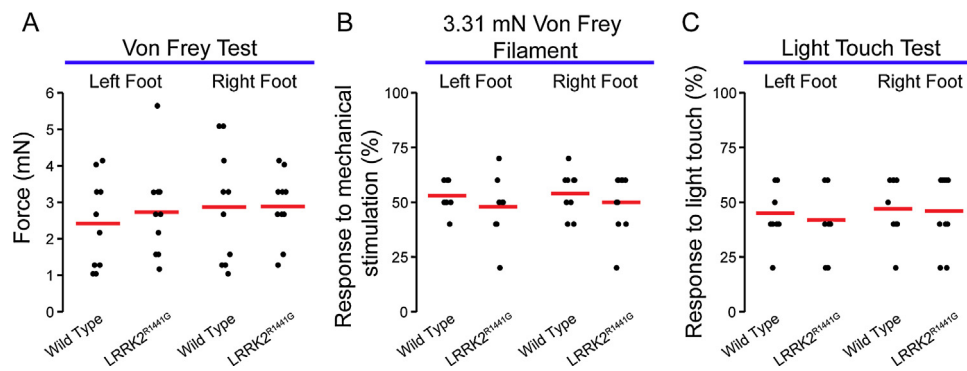 A
Von Frey Test
Left Foot
Right Foot
Force (mN)
6
5
4
3
2
1
0
Wild Type
LRRK2R1441G
Wild Type
LRRK2R1441G
B
3.31 mN Von Frey
Filament
Left Foot
Right Foot
Response to mechanical
stimulation (%)
100
75
50
25
0
Wild Type
LRRK2R1441G
Wild Type
LRRK2R1441G
C
Light Touch Test
Left Foot
Right Foot
Response to light touch (%)
100
75
50
25
0
Wild Type
LRRK2R1441G
Wild Type
LRRK2R1441G